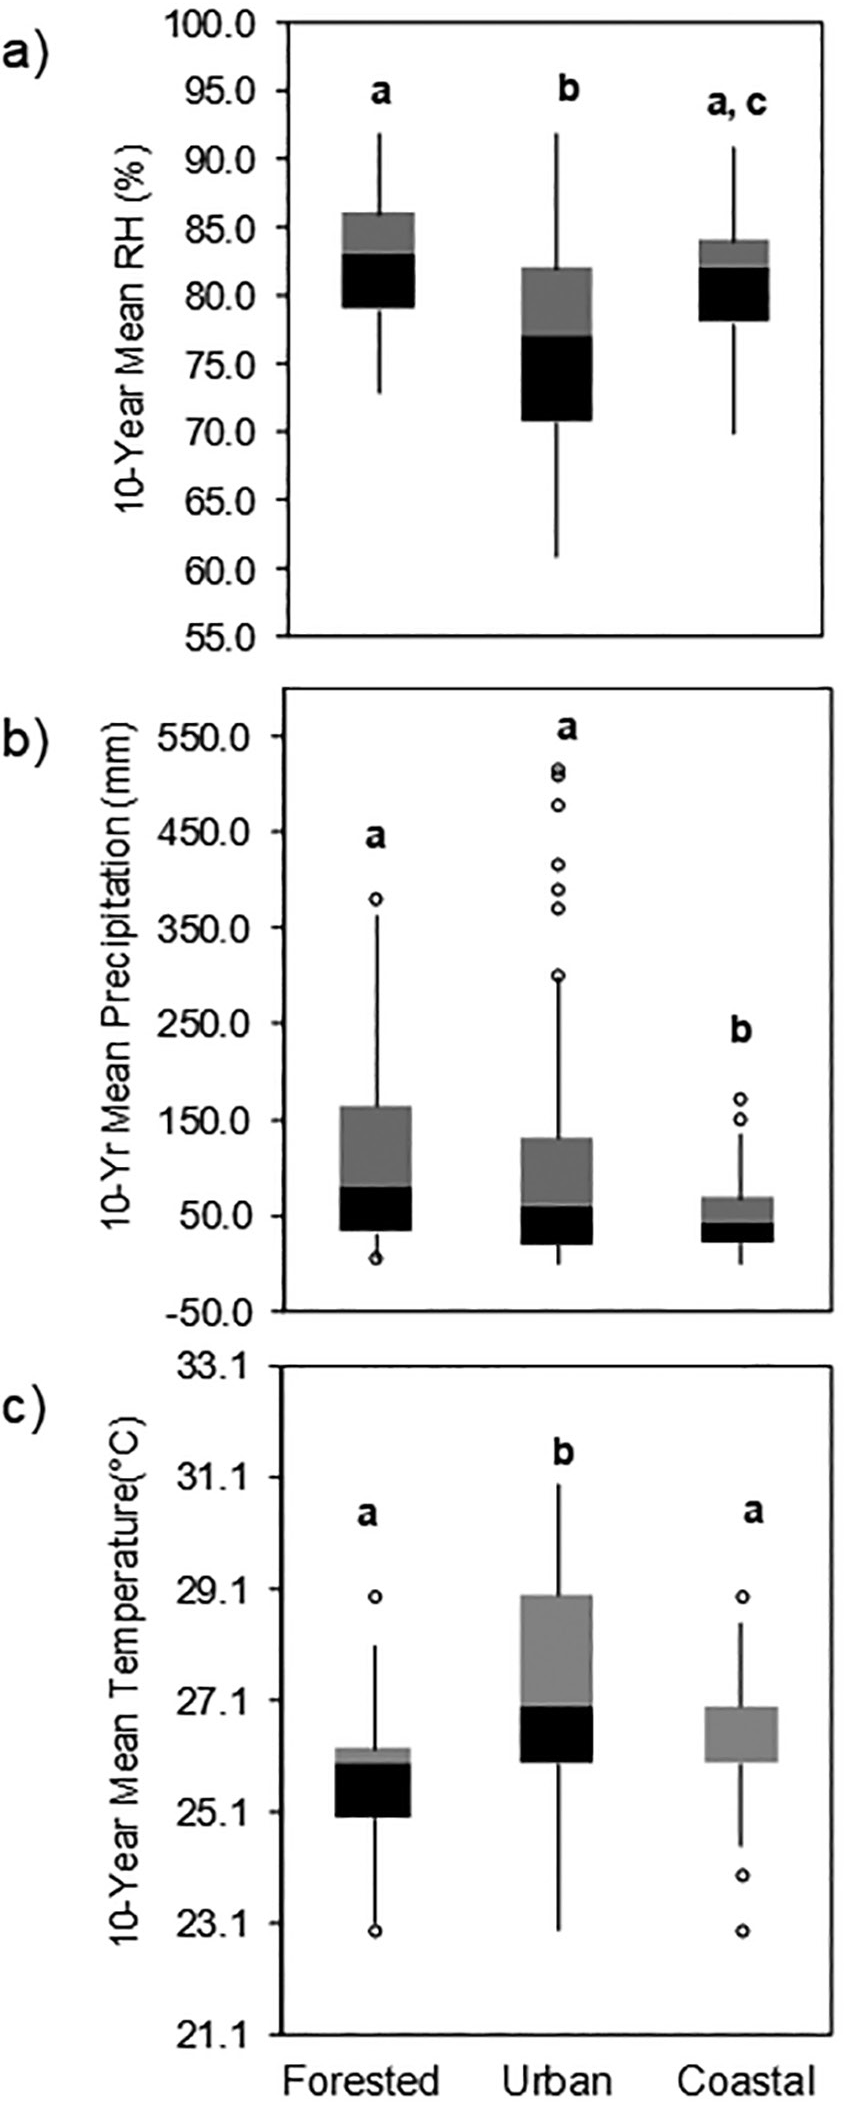 a)
10-Year Mean RH (%)
100.0
95.0
90.0
85.0
80.0
75.0
70.0
65.0
60.0
55.0
a
b
a, c
b)
10-Yr Mean Precipitation (mm)
550.0
450.0
350.0
250.0
150.0
50.0
-50.0
a
a
b
c)
10-Year Mean Temperature(°C)
33.1
31.1
29.1
27.1
25.1
23.1
21.1
a
b
a
Forested Urban Coastal